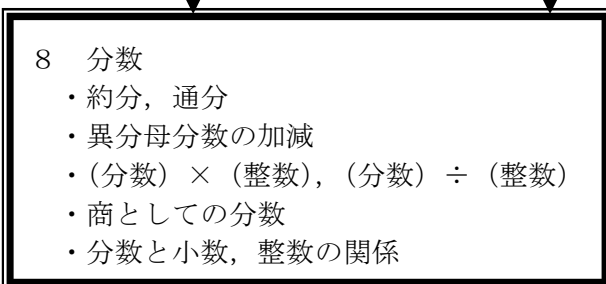 ８　分数
・約分，通分
・異分母分数の加減
・（分数）×（整数），（分数）÷（整数）
・商としての分数
・分数と小数，整数の関係